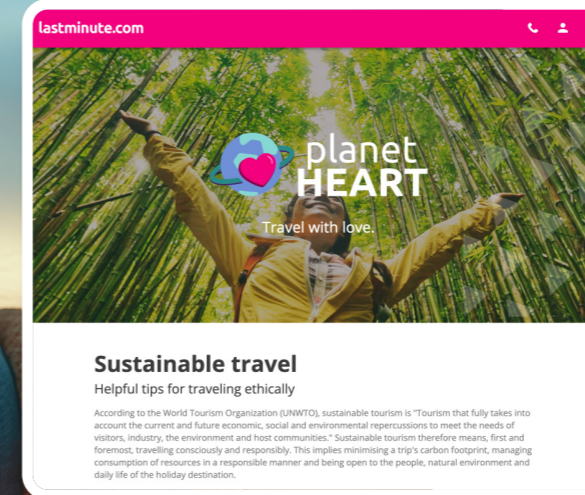 lastminute.com
planet
HEART
Travel with love.
Sustainable travel
Helpful tips for traveling ethically
According to the World Tourism Organization (UNWTO), sustainable tourism is "Tourism that fully takes into
account the current and future economic, social and environmental repercussions to meet the needs of
visitors, industry, the environment and host communities." Sustainable tourism therefore means, first and
foremost, travelling consciously and responsibly. This implies minimising a trip's carbon footprint, managing
consumption of resources in a responsible manner and being open to the people, natural environment and
daily life of the holiday destination.